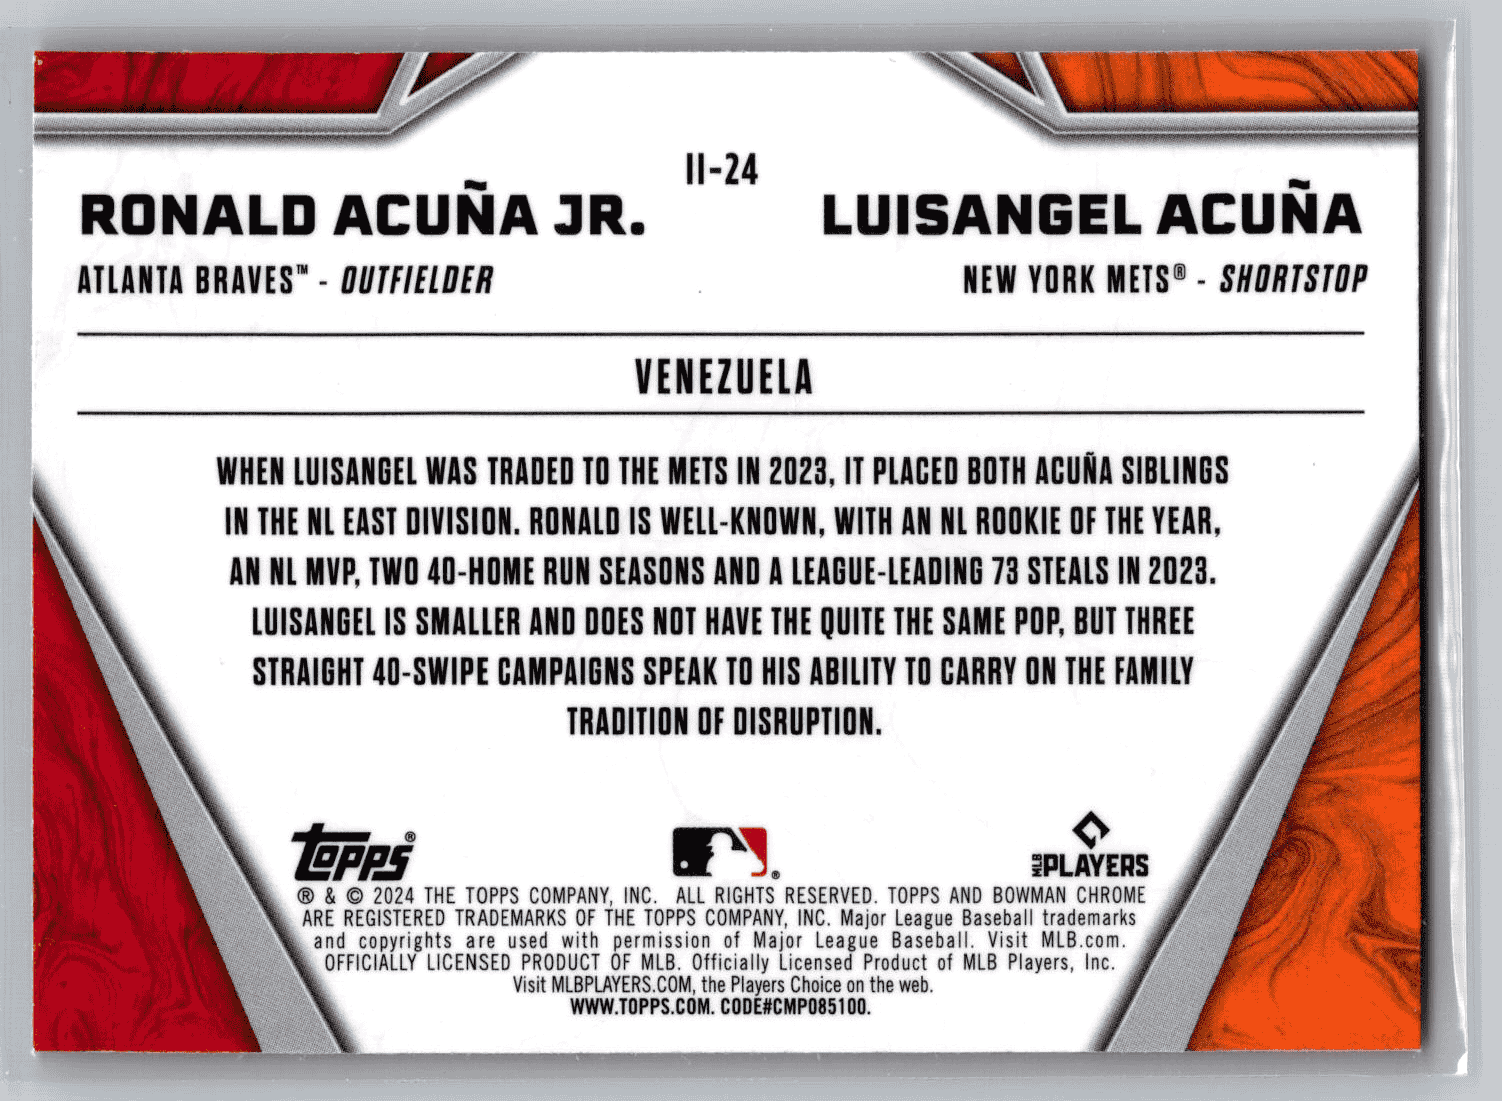 II-24
RONALD ACUÑA JR.
LUISANGEL ACUÑA
ATLANTA BRAVES™ - OUTFIELDER
NEW YORK METS® - SHORTSTOP
VENEZUELA
WHEN LUISANGEL WAS TRADED TO THE METS IN 2023, IT PLACED BOTH ACUÑA SIBLINGS
IN THE NL EAST DIVISION. RONALD IS WELL-KNOWN, WITH AN NL ROOKIE OF THE YEAR,
AN NL MVP, TWO 40-HOME RUN SEASONS AND A LEAGUE-LEADING 73 STEALS IN 2023.
LUISANGEL IS SMALLER AND DOES NOT HAVE THE QUITE THE SAME POP, BUT THREE
STRAIGHT 40-SWIPE CAMPAIGNS SPEAK TO HIS ABILITY TO CARRY ON THE FAMILY
TRADITION OF DISRUPTION.
Topps®
®
MLB PLAYERS
® & © 2024 THE TOPPS COMPANY, INC. ALL RIGHTS RESERVED. TOPPS AND BOWMAN CHROME
ARE REGISTERED TRADEMARKS OF THE TOPPS COMPANY, INC. Major League Baseball trademarks
and copyrights are used with permission of Major League Baseball. Visit MLB.com.
OFFICIALLY LICENSED PRODUCT OF MLB. Officially Licensed Product of MLB Players, Inc.
Visit MLBPLAYERS.COM, the Players Choice on the web.
WWW.TOPPS.COM. CODE#CMP085100.